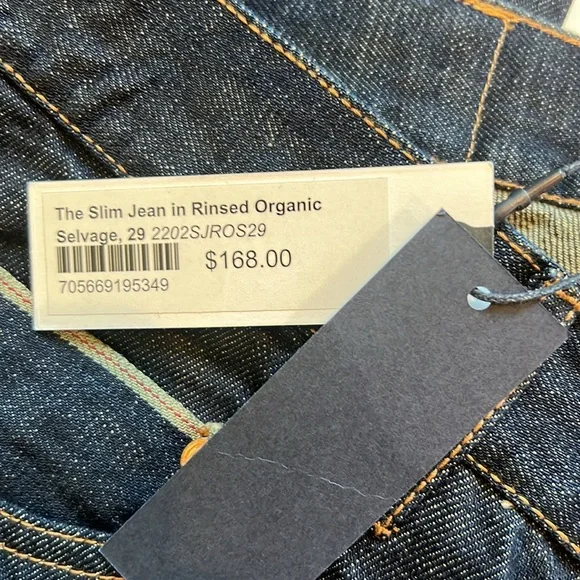 The Slim Jean in Rinsed Organic
Selvage, 29 2202SJROS29
$168.00
705669195349